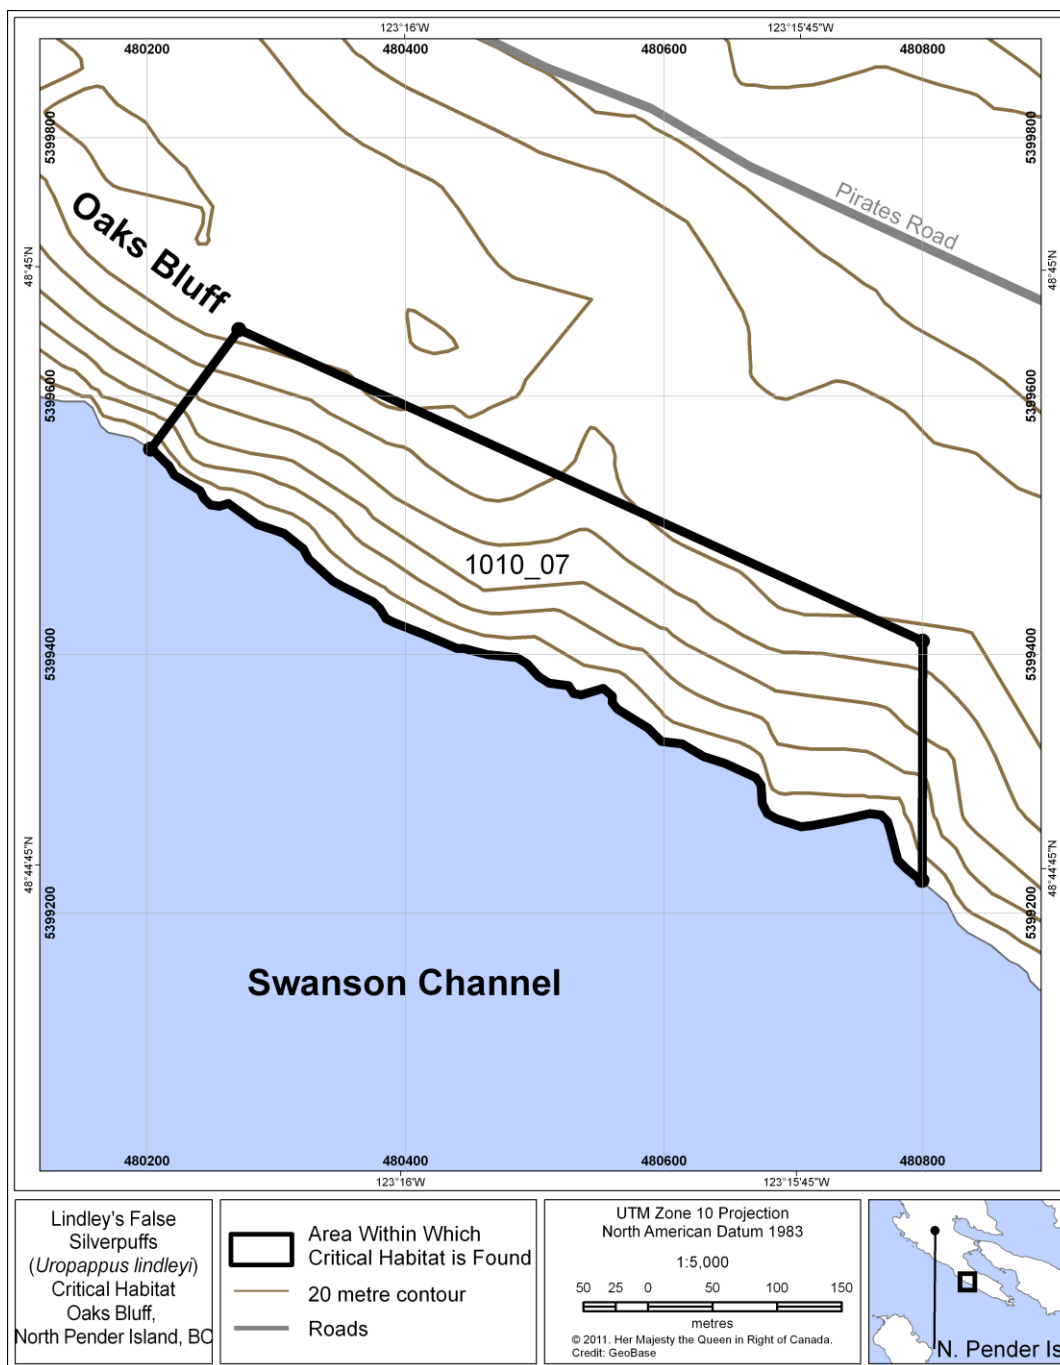 123°16'W
123°15'45"W
480200
480400
480600
480800
5399800
5399800
Pirates Road
Oaks Bluff
48°45'N
48°45'N
5399600
5399600
1010_07
5399400
5399400
48°44'45"N
48°44'45"N
5399200
5399200
Swanson Channel
480200
480400
480600
480800
123°16'W
123°15'45"W
Lindley's False
Silverpuffs
(Uropappus lindleyi)
Critical Habitat
Oaks Bluff,
North Pender Island, BC
Area Within Which
Critical Habitat is Found
20 metre contour
Roads
UTM Zone 10 Projection
North American Datum 1983
1:5,000
50 25 0 50 100 150
metres
© 2011. Her Majesty the Queen in Right of Canada.
Credit: GeoBase
N. Pender Is